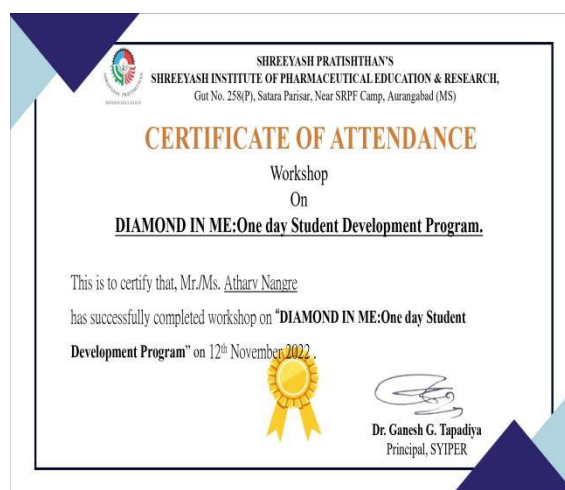 SHREEYASH PRATISHTHAN'S
SHREEYASH INSTITUTE OF PHARMACEUTICAL EDUCATION & RESEARCH,
Gut No. 258(P), Satara Parisar, Near SRPF Camp, Aurangabad (MS)
CERTIFICATE OF ATTENDANCE
Workshop
On
DIAMOND IN ME:One day Student Development Program.
This is to certify that, Mr./Ms. Atharv Nangre
has successfully completed workshop on "DIAMOND IN ME:One day Student
Development Program" on 12th November 2022 .
Dr. Ganesh G. Tapadiya
Principal, SYIPER